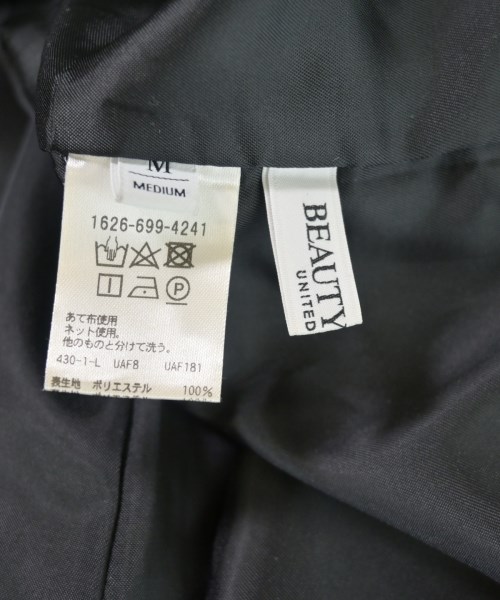 M
MEDIUM
1626-699-4241
P
あて布使用
ネット使用。
他のものと分けて洗う。
430-1-L UAF8 UAF181
表生地 ポリエステル 100%
BEAUTY
UNITED